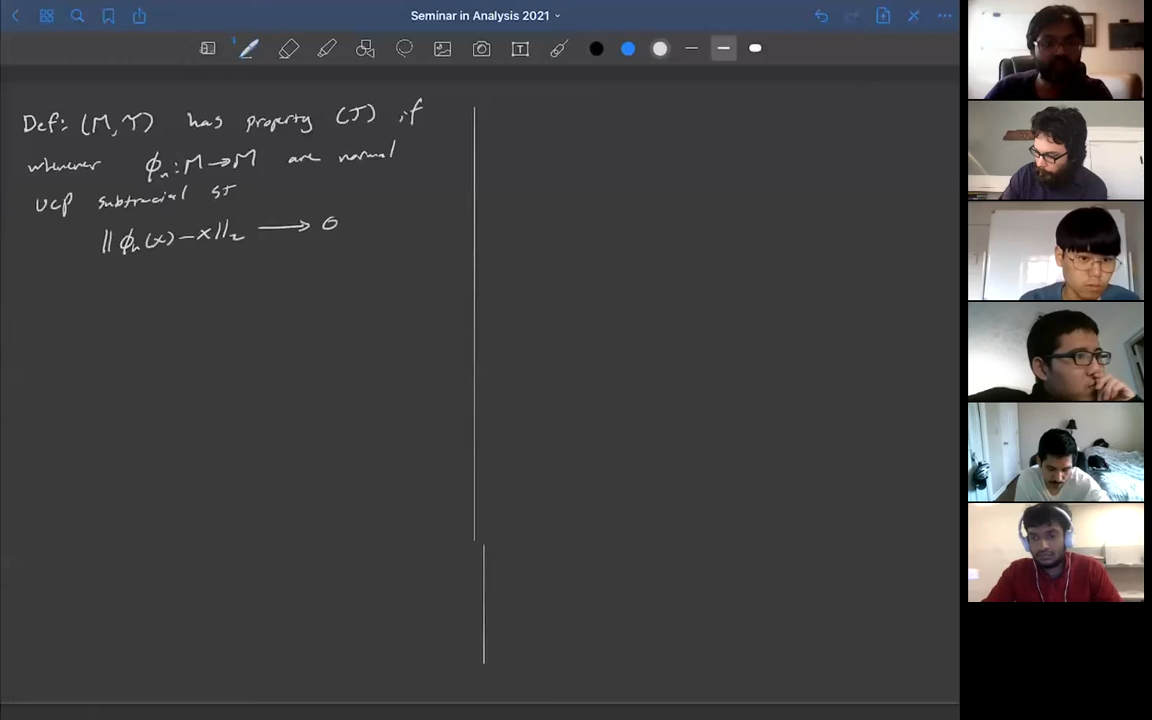 Seminar in Analysis 2021
Def: (M, τ) has property (T) if
whenever φₙ : M → M are normal
UCP subtracial st
‖φₙ(x) − x‖₂ ⟶ 0